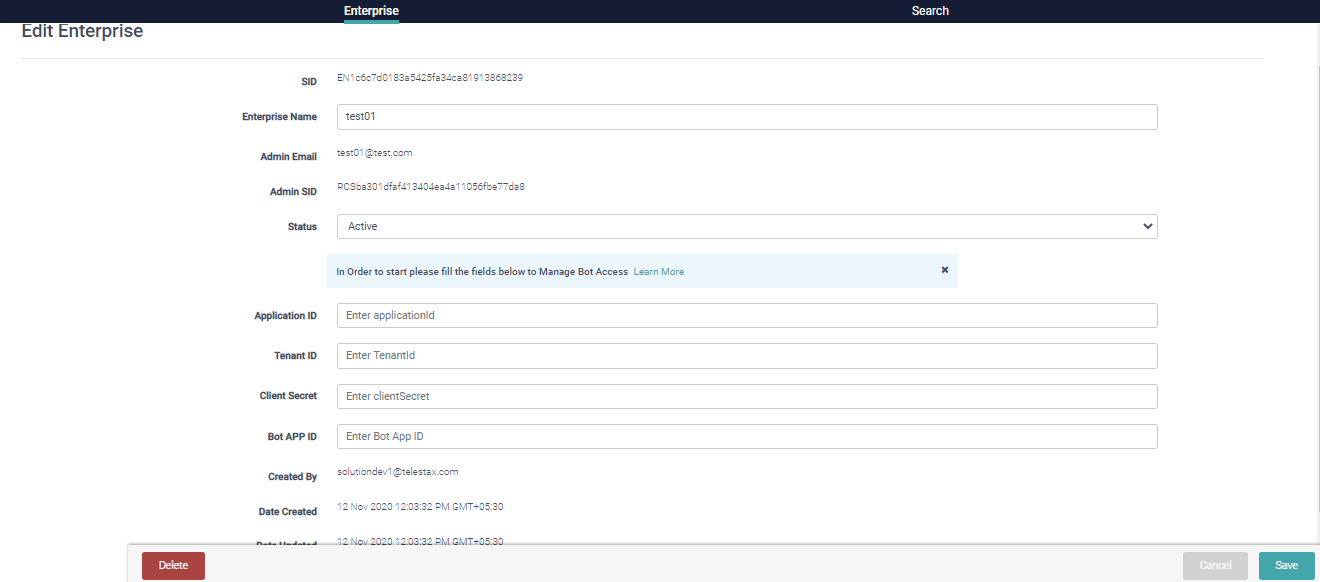 Enterprise Search
Edit Enterprise
SID EN1c6c7d0183a5425fa34ca81913868239
Enterprise Name test01
Admin Email test01@test.com
Admin SID RCSba301dfaf413404ea4a11056fbe77da8
Status Active
In Order to start please fill the fields below to Manage Bot Access Learn More ✖
Application ID Enter applicationId
Tenant ID Enter TenantId
Client Secret Enter clientSecret
Bot APP ID Enter Bot App ID
Created By solutiondev1@telestax.com
Date Created 12 Nov 2020 12:03:32 PM GMT+05:30
Date Updated 12 Nov 2020 12:03:32 PM GMT+05:30
Delete Cancel Save